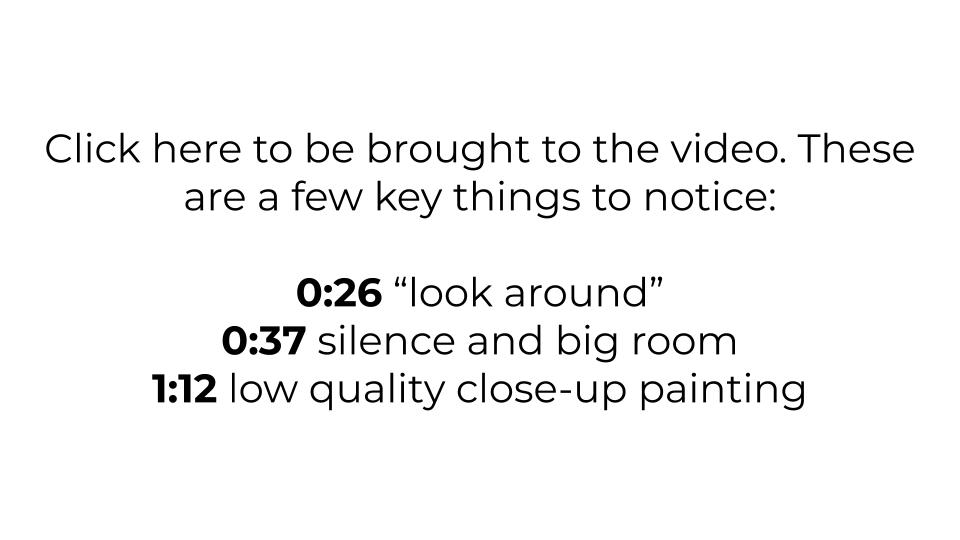 Click here to be brought to the video. These
are a few key things to notice:
0:26 “look around”
0:37 silence and big room
1:12 low quality close-up painting